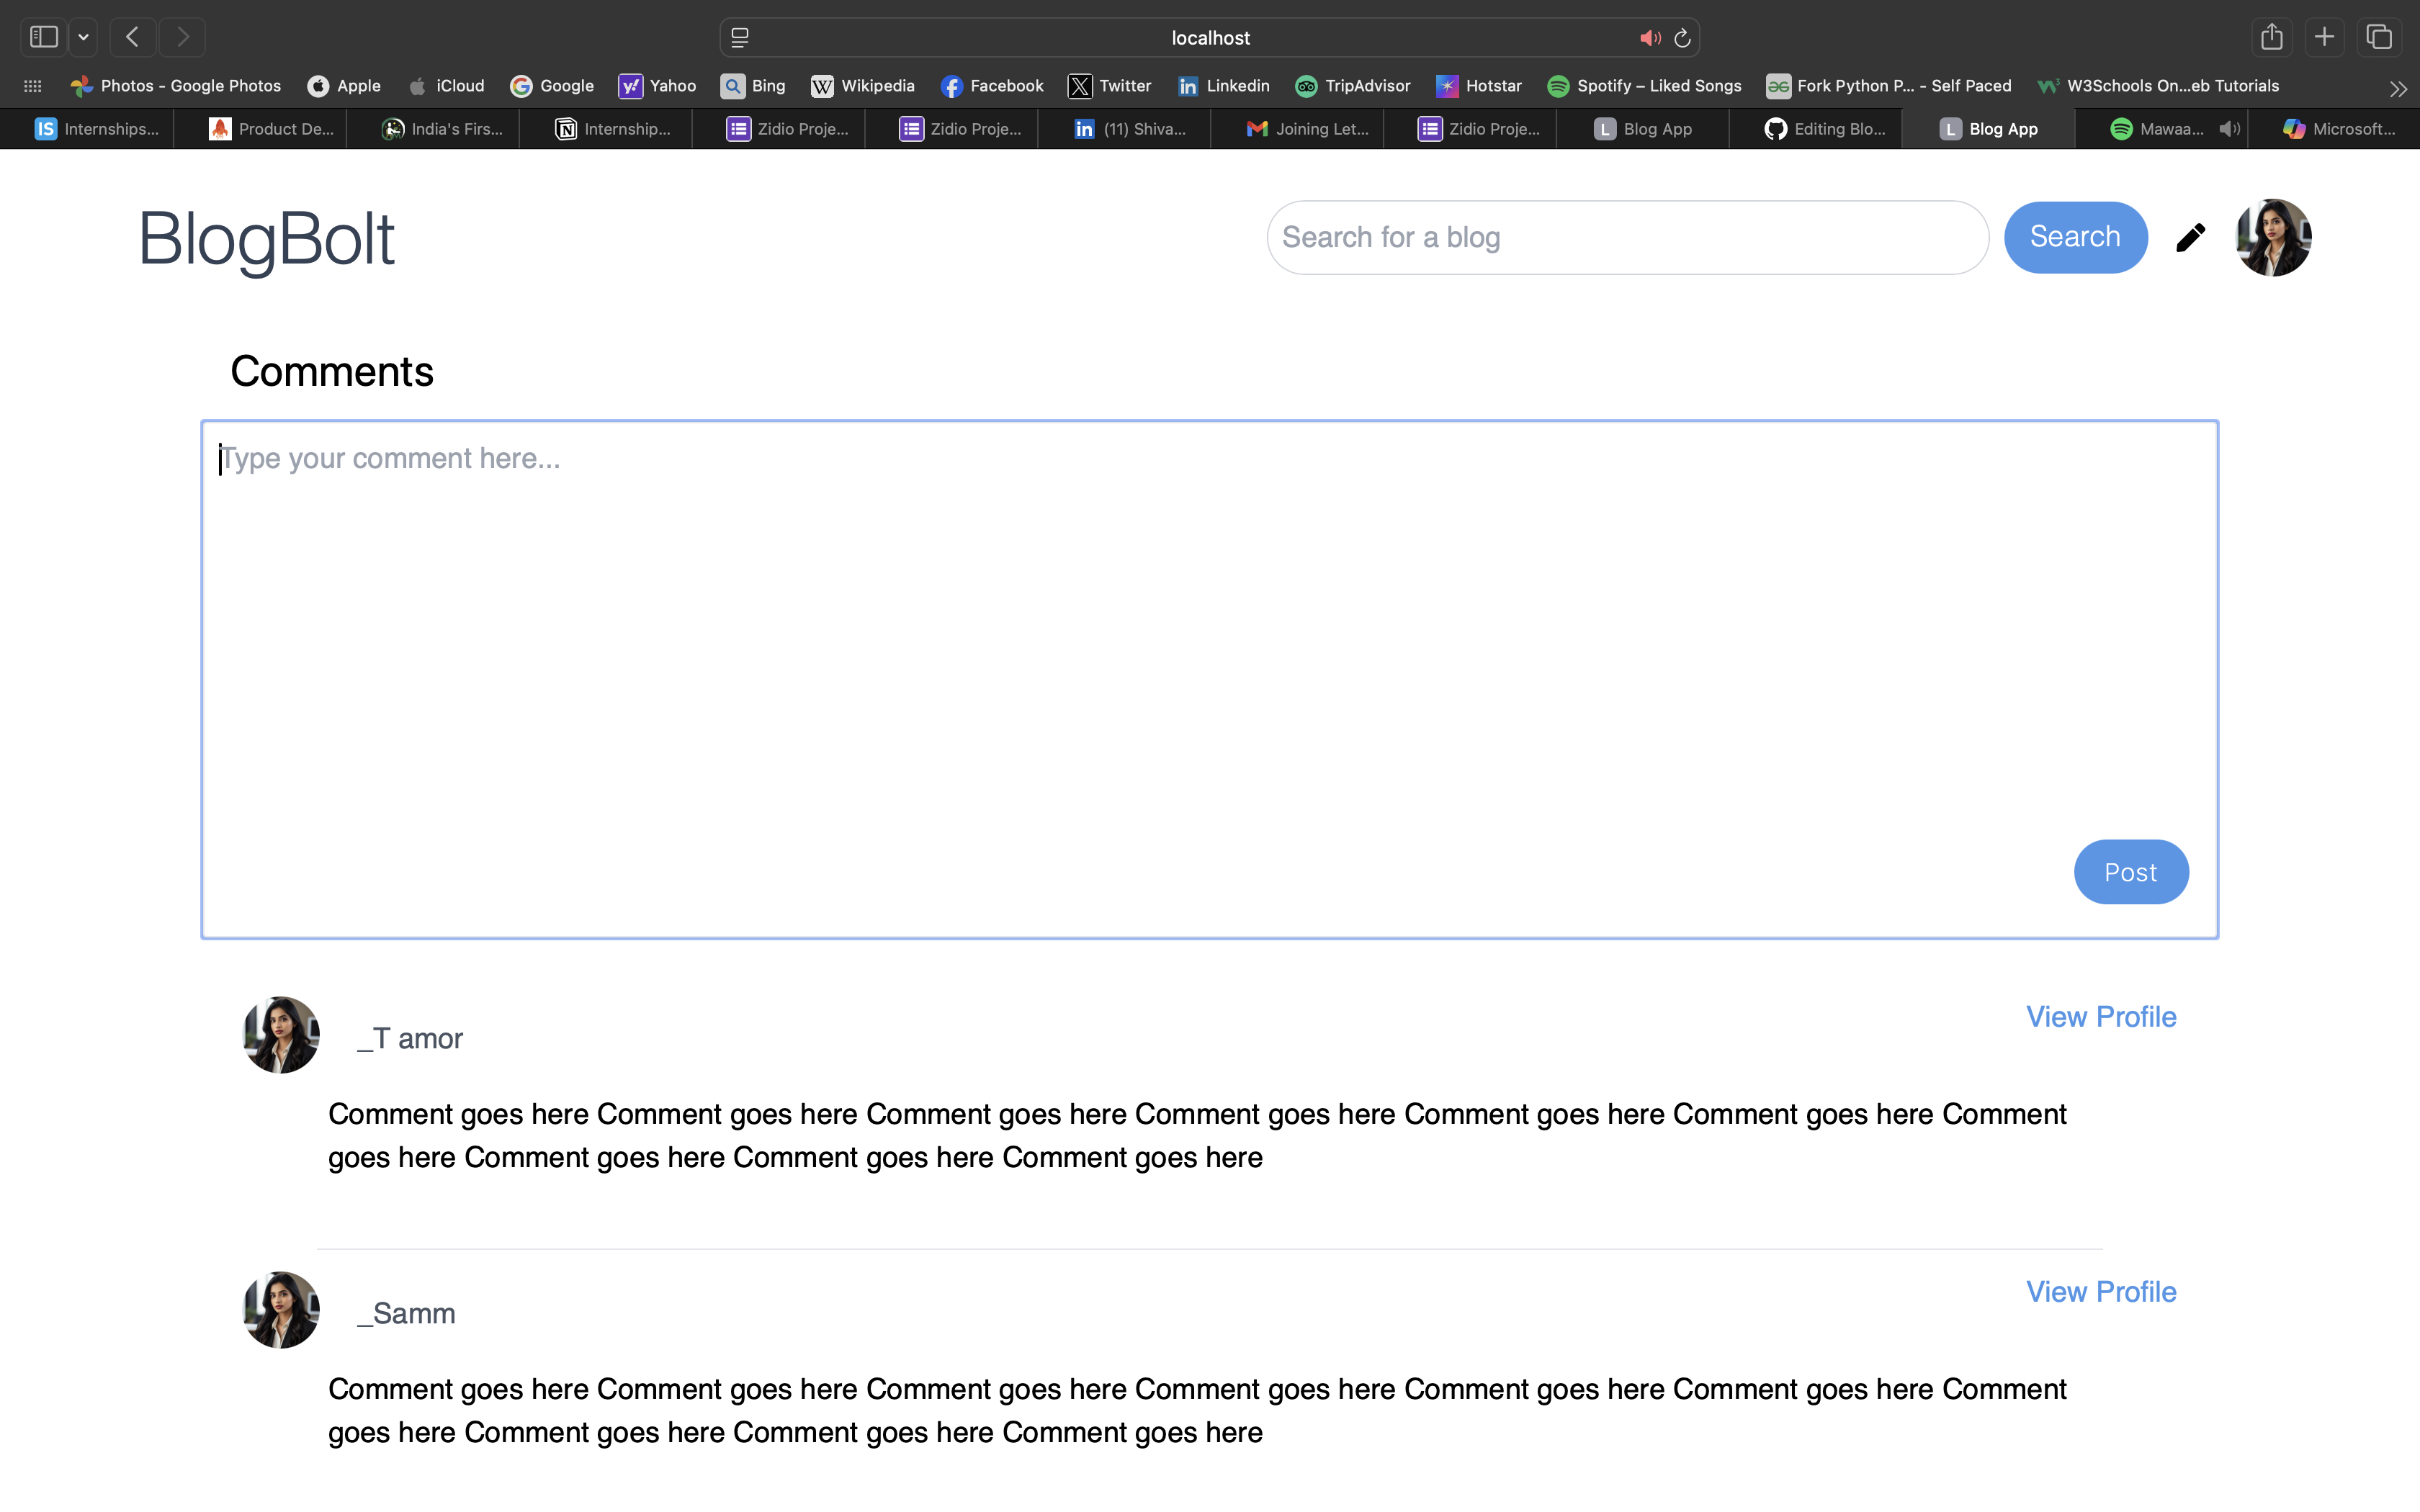 localhost
Photos - Google Photos Apple iCloud Google Yahoo Bing Wikipedia Facebook Twitter Linkedin TripAdvisor Hotstar Spotify – Liked Songs Fork Python P... - Self Paced W3Schools On...eb Tutorials
IS Internships... Product De... India's Firs... Internship... Zidio Proje... Zidio Proje... (11) Shiva... Joining Let... Zidio Proje... L Blog App Editing Blo... L Blog App Mawaa... Microsoft...
BlogBolt Search for a blog Search
Comments
Type your comment here...
Post
_T amor View Profile
Comment goes here Comment goes here Comment goes here Comment goes here Comment goes here Comment goes here Comment
goes here Comment goes here Comment goes here Comment goes here
_Samm View Profile
Comment goes here Comment goes here Comment goes here Comment goes here Comment goes here Comment goes here Comment
goes here Comment goes here Comment goes here Comment goes here